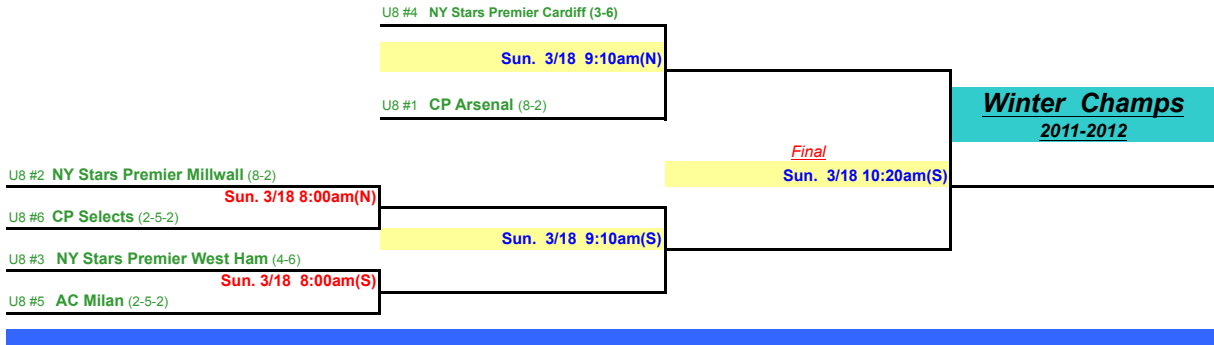 U8 #4 NY Stars Premier Cardiff (3-6)
Sun. 3/18 9:10am(N)
U8 #1 CP Arsenal (8-2)
Winter Champs
2011-2012
Final
Sun. 3/18 10:20am(S)
U8 #2 NY Stars Premier Millwall (8-2)
Sun. 3/18 8:00am(N)
U8 #6 CP Selects (2-5-2)
Sun. 3/18 9:10am(S)
U8 #3 NY Stars Premier West Ham (4-6)
Sun. 3/18 8:00am(S)
U8 #5 AC Milan (2-5-2)